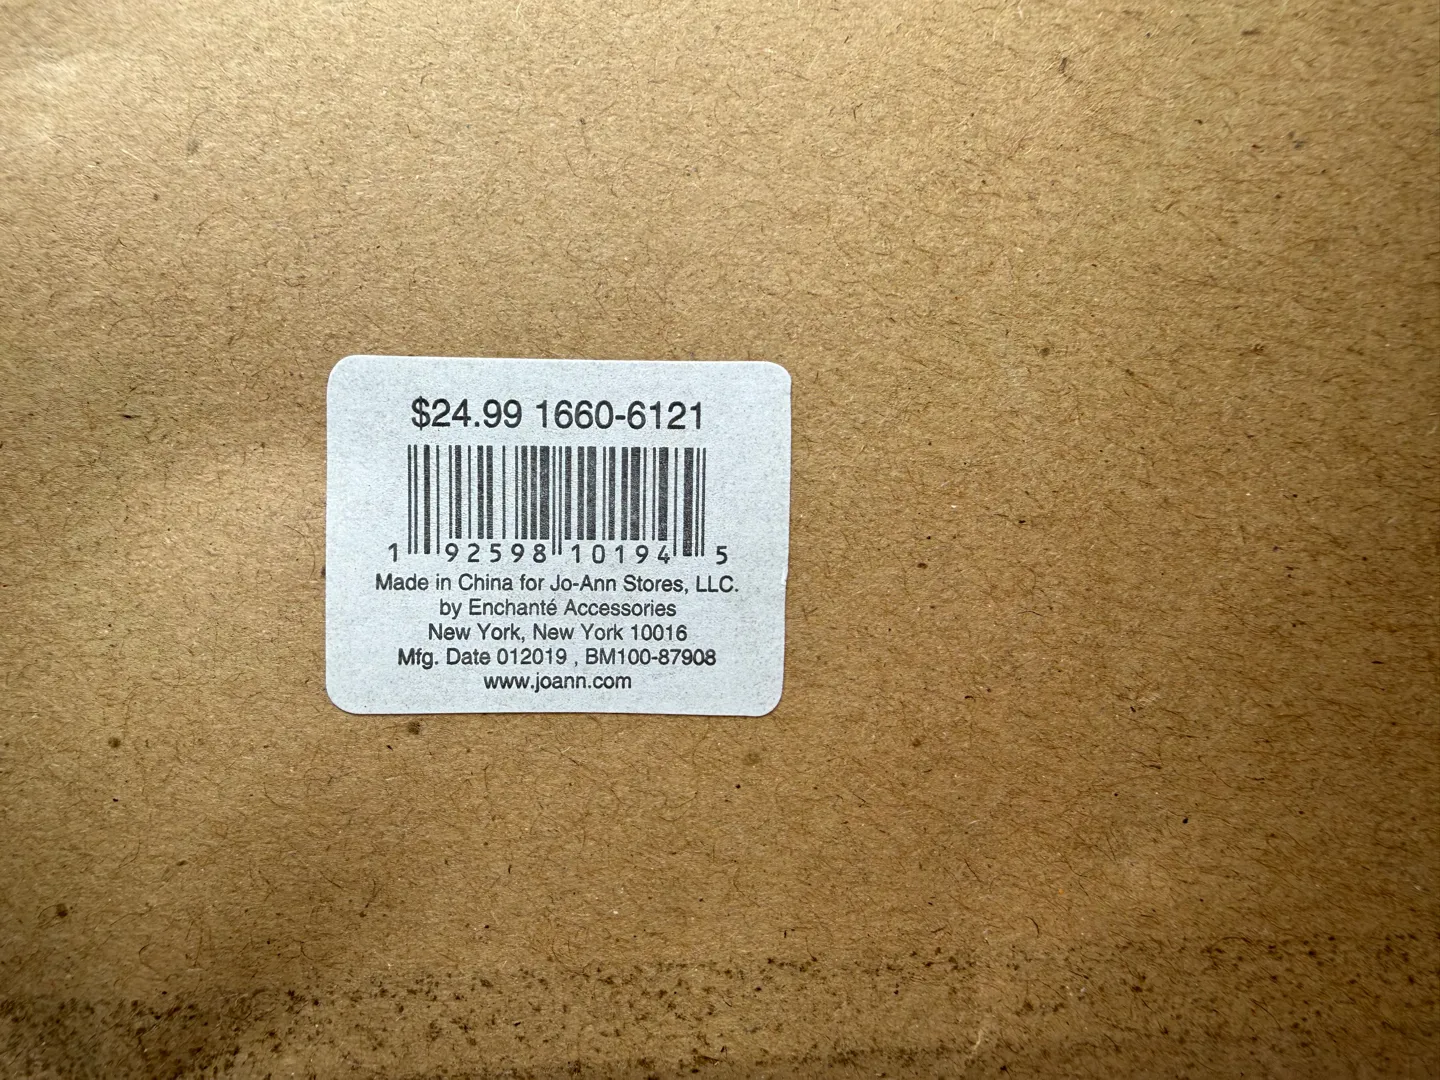 $24.99 1660-6121
1 92598 10194 5
Made in China for Jo-Ann Stores, LLC.
by Enchanté Accessories
New York, New York 10016
Mfg. Date 012019 , BM100-87908
www.joann.com